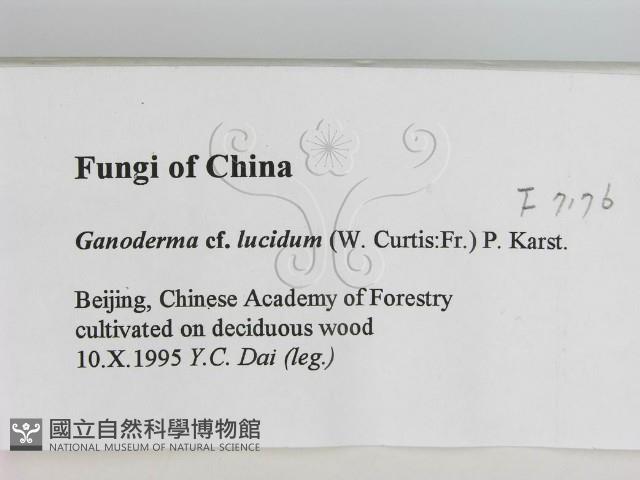 Fungi of China
F 7176
Ganoderma cf. lucidum (W. Curtis:Fr.) P. Karst.
Beijing, Chinese Academy of Forestry
cultivated on deciduous wood
10.X.1995 Y.C. Dai (leg.)
國立自然科學博物館
NATIONAL MUSEUM OF NATURAL SCIENCE